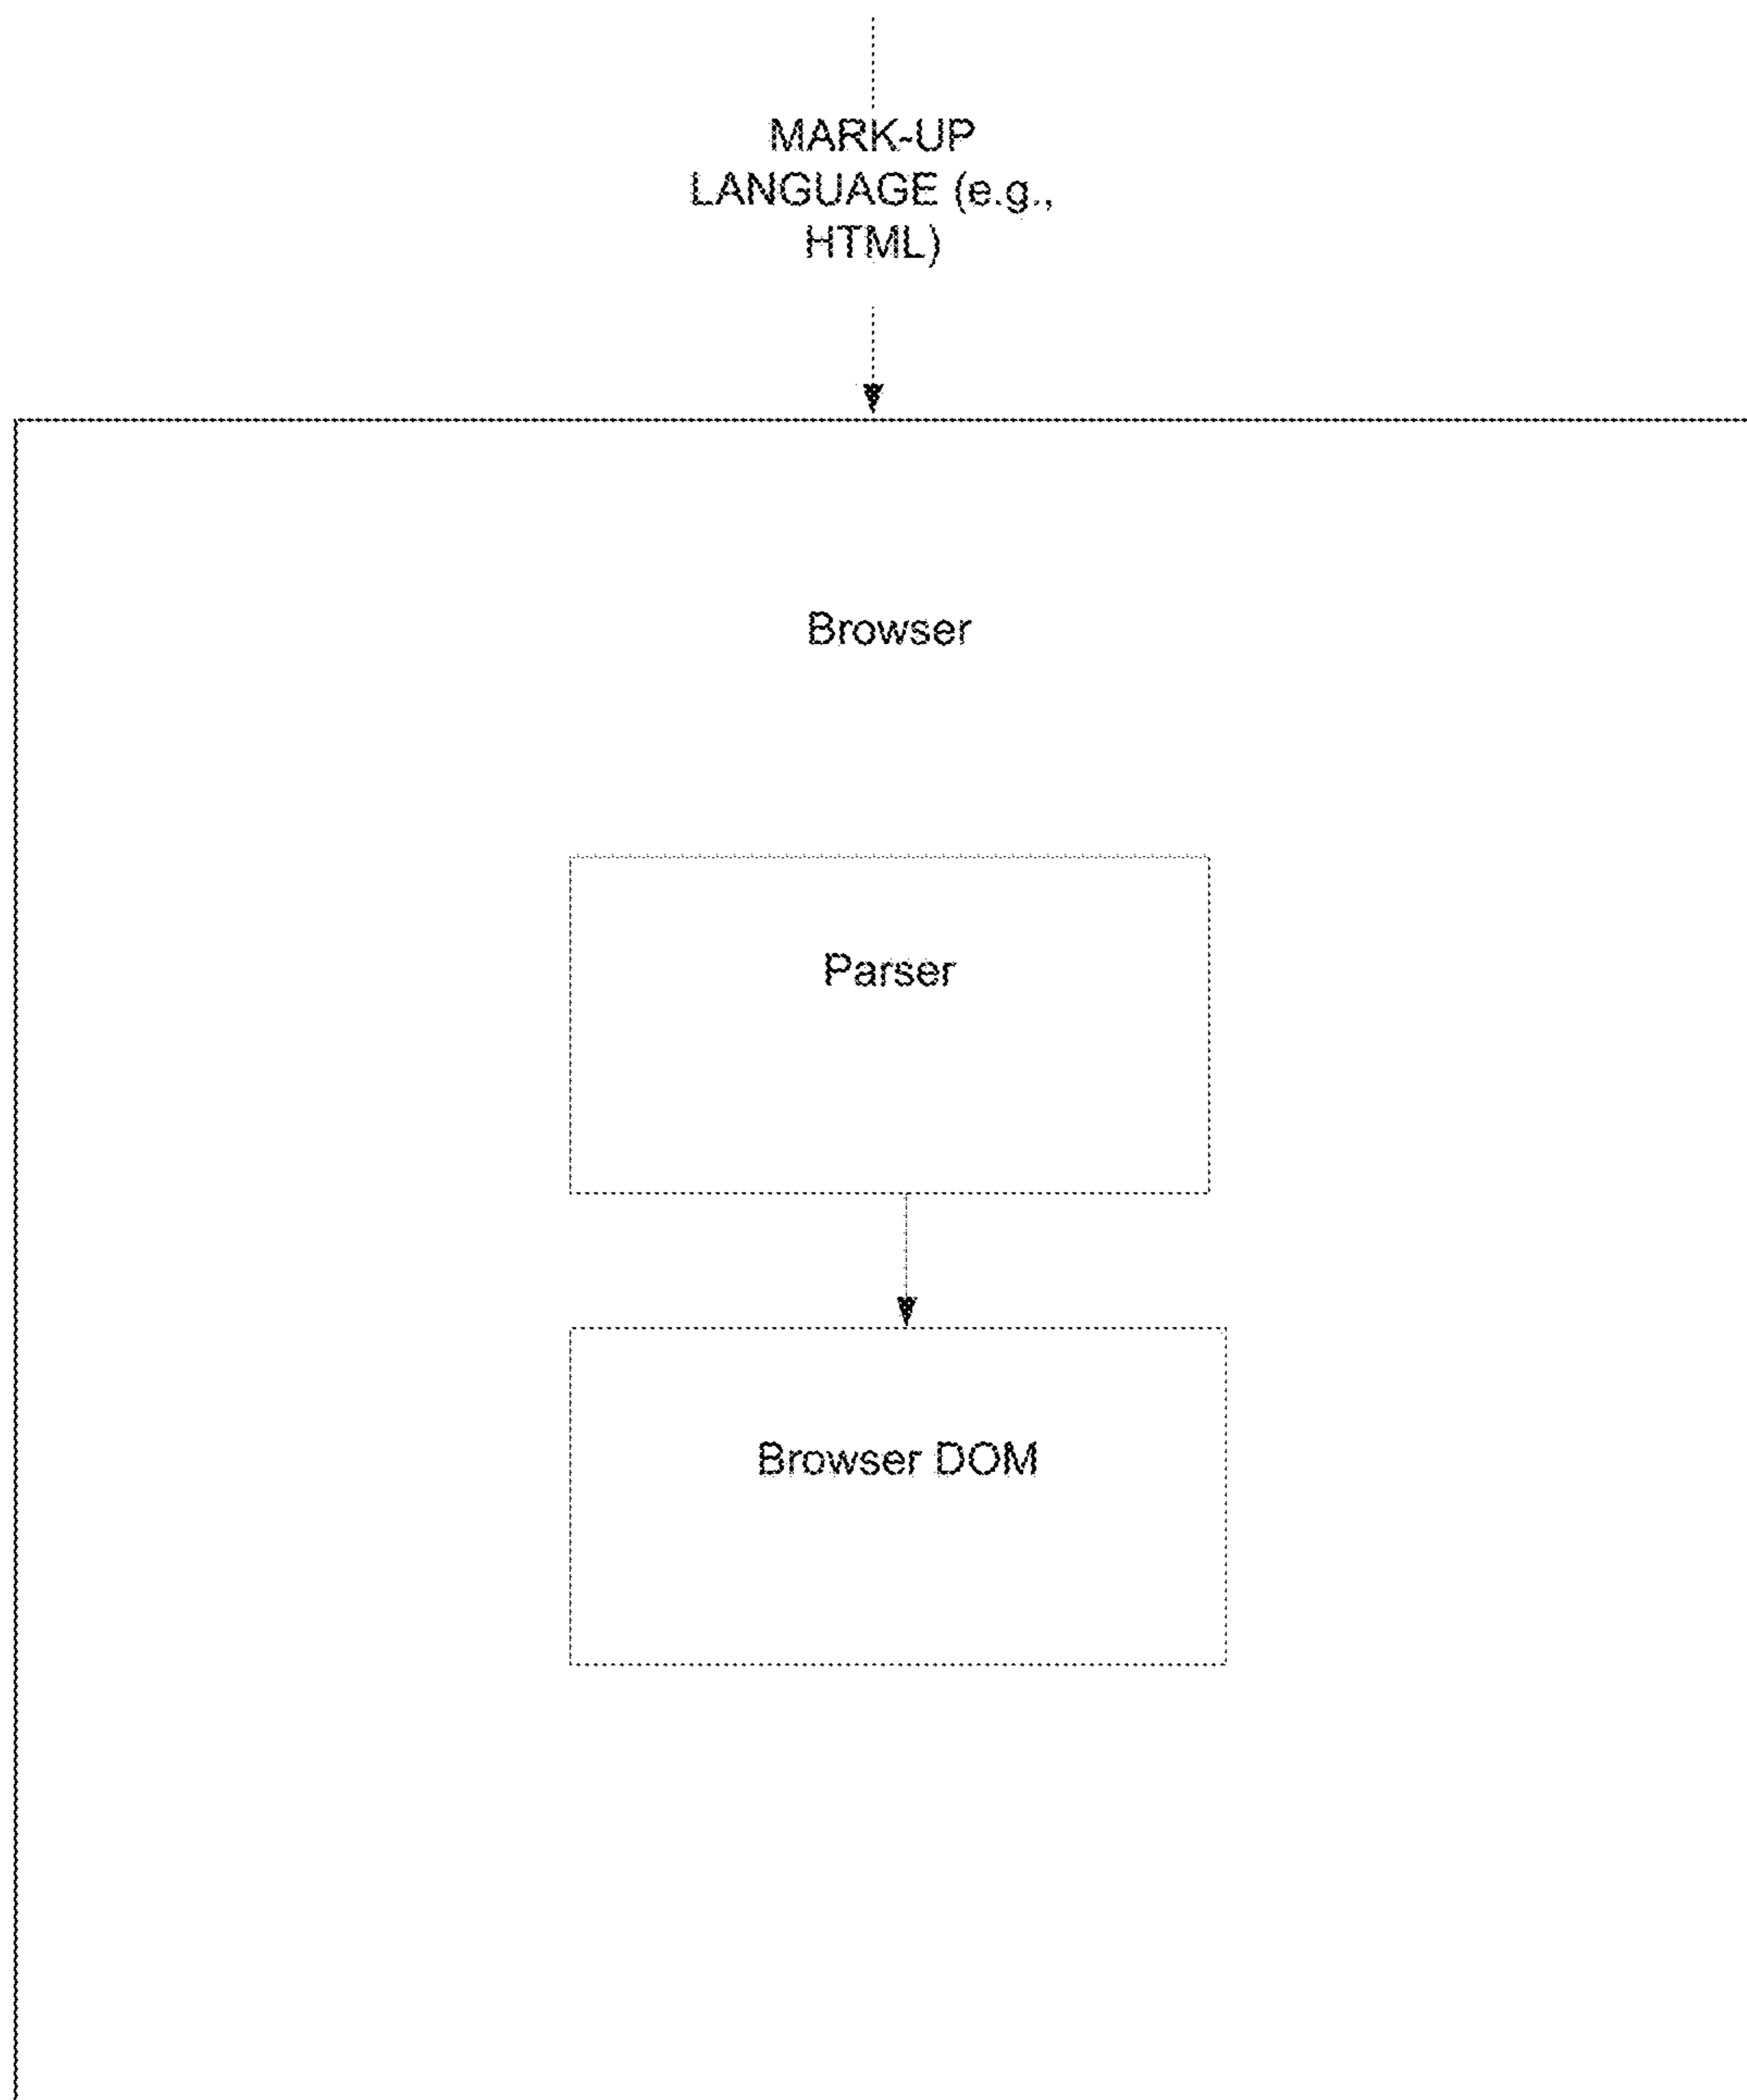 MARK-UP
LANGUAGE (e.g.,
HTML)
Browser
Parser
Browser DOM